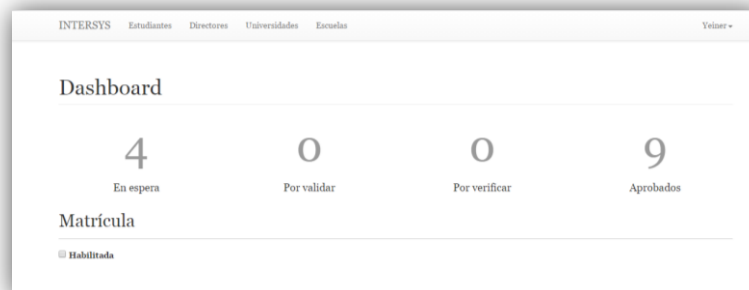 INTERSYS Estudiantes Directores Universidades Escuelas Yeiner
Dashboard
4 0 0 9
En espera Por validar Por verificar Aprobados
Matrícula
Habilitada